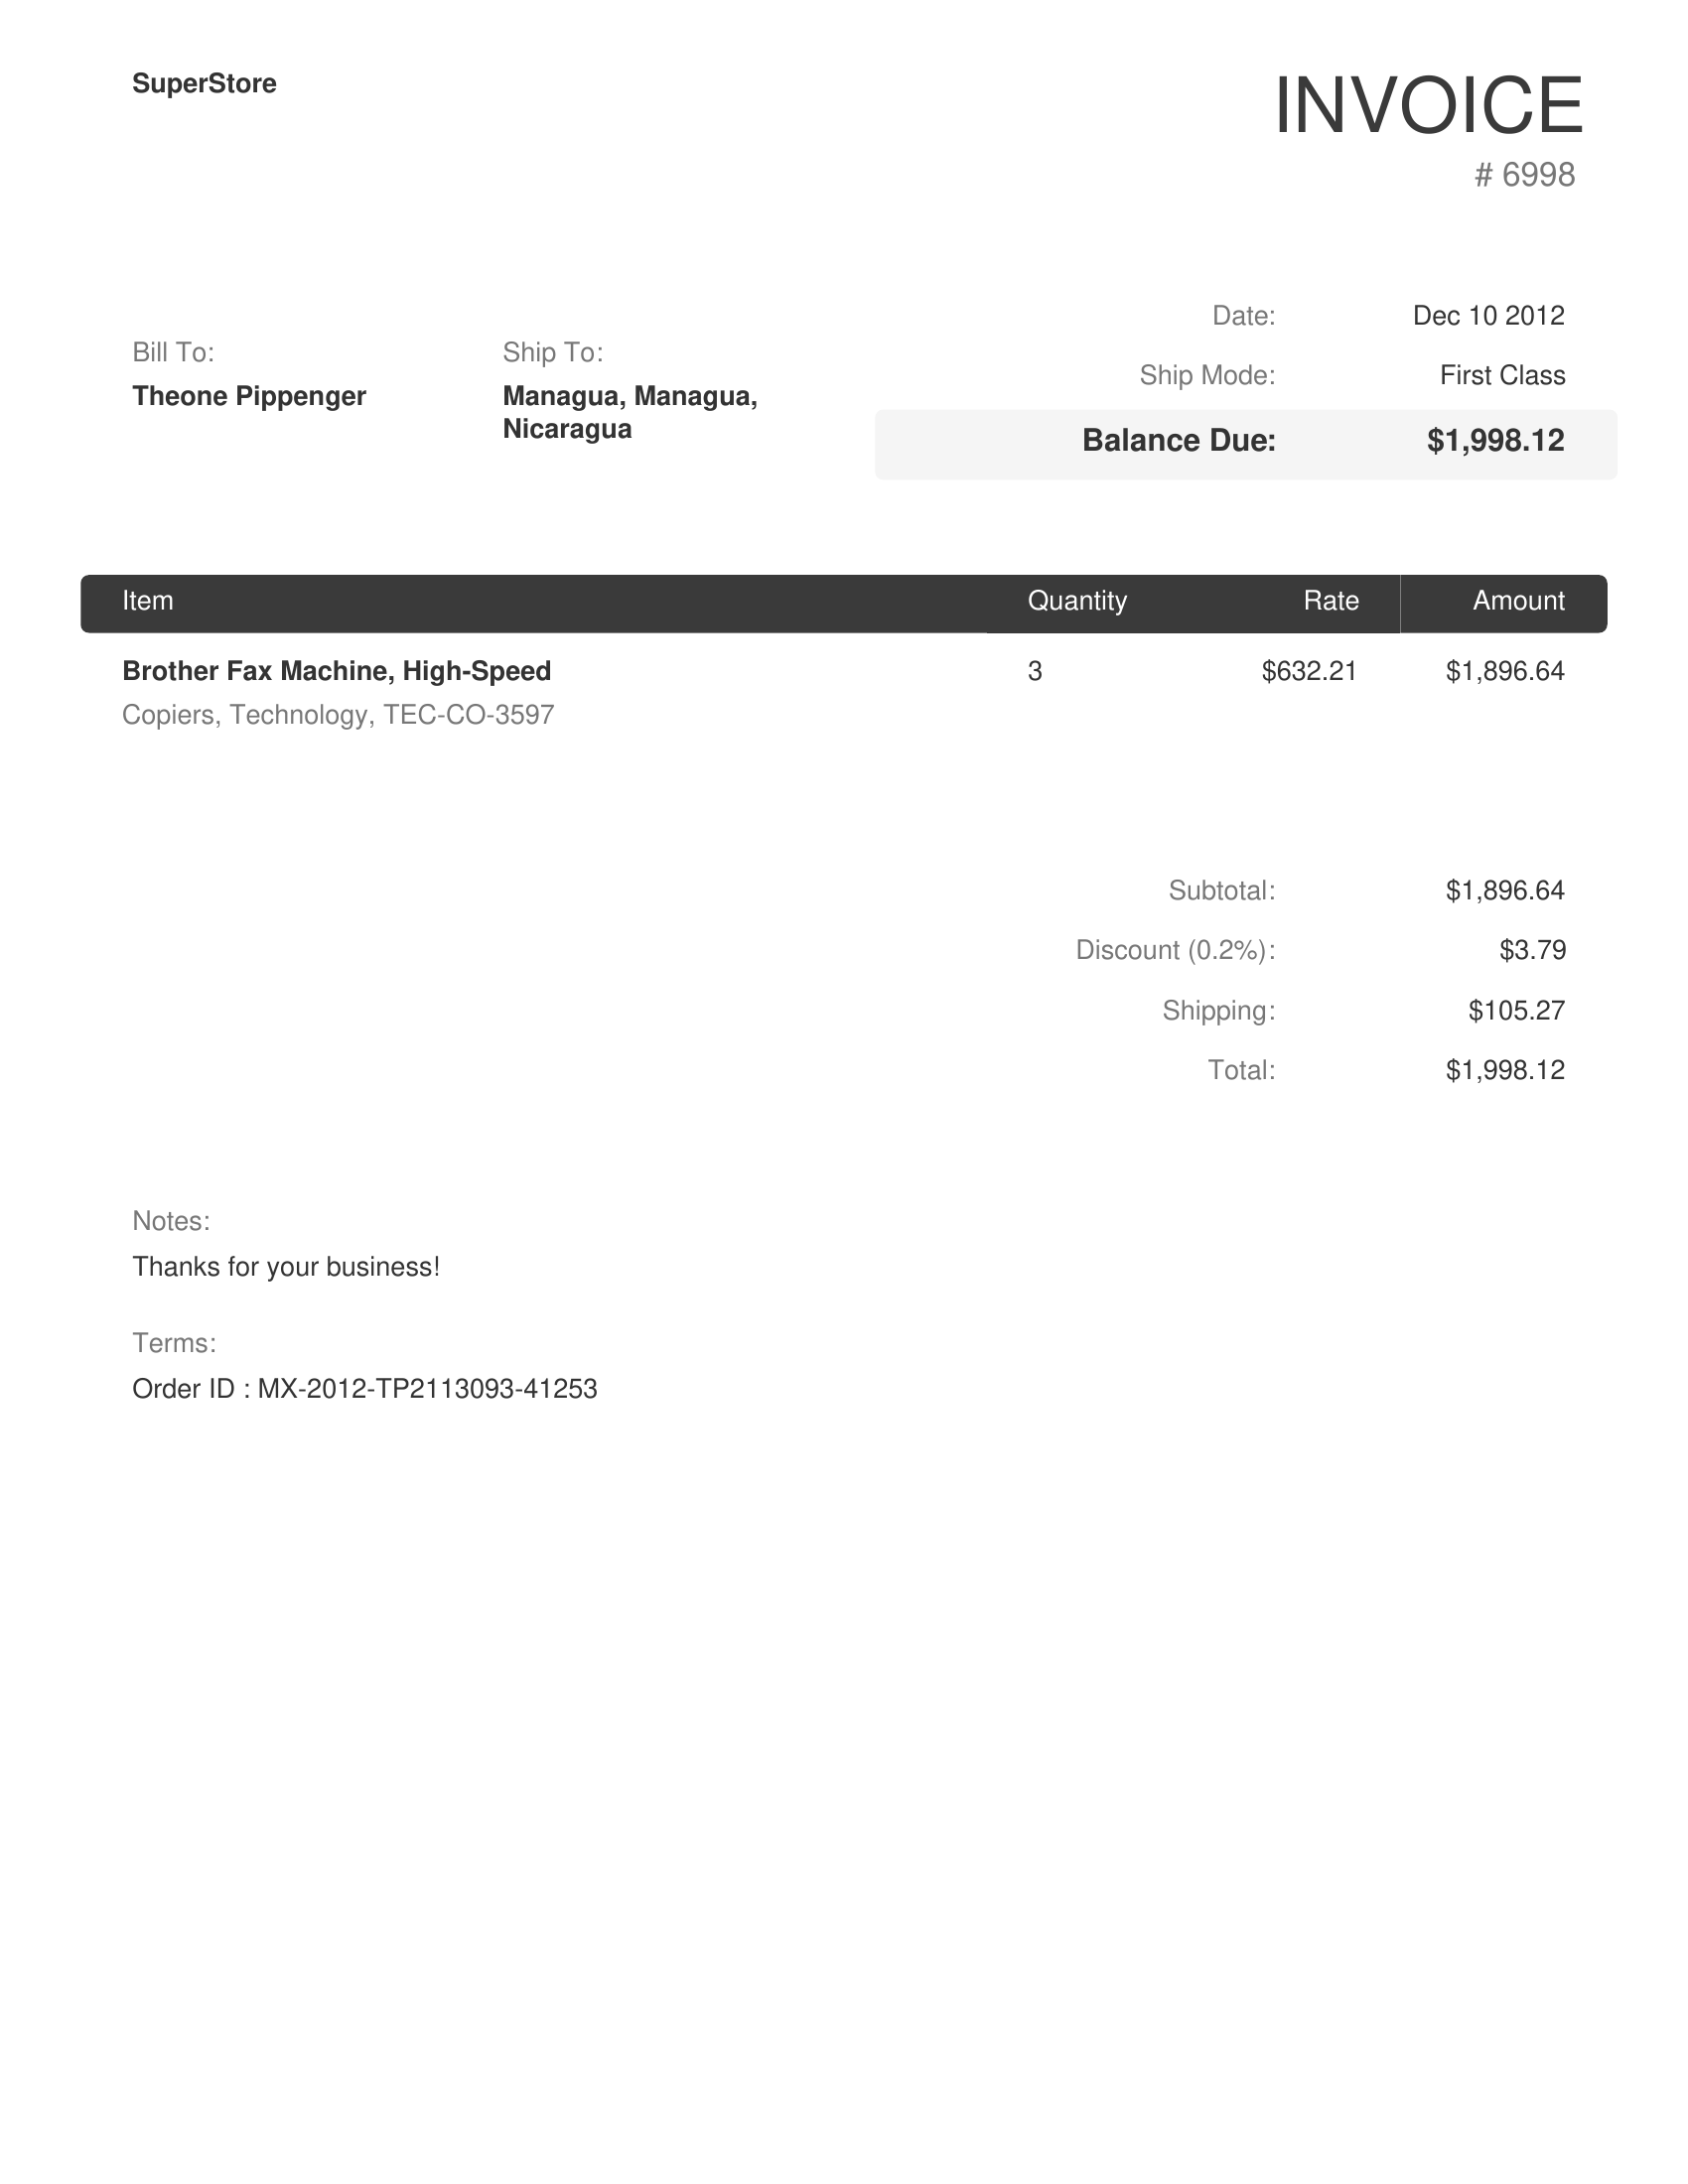 SuperStore
INVOICE
# 6998
Date: Dec 10 2012
Ship Mode: First Class
Balance Due: $1,998.12
Bill To:
Theone Pippenger
Ship To:
Managua, Managua,
Nicaragua
Item Quantity Rate Amount
Brother Fax Machine, High-Speed 3 $632.21 $1,896.64
Copiers, Technology, TEC-CO-3597
Subtotal: $1,896.64
Discount (0.2%): $3.79
Shipping: $105.27
Total: $1,998.12
Notes:
Thanks for your business!
Terms:
Order ID : MX-2012-TP2113093-41253